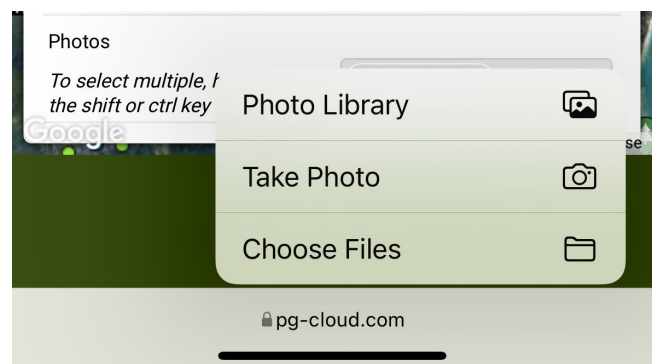 Photos
To select multiple, h
the shift or ctrl key
Photo Library
Take Photo
Choose Files
Google
se
pg-cloud.com